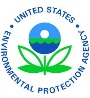 UNITED STATES
ENVIRONMENTAL PROTECTION AGENCY